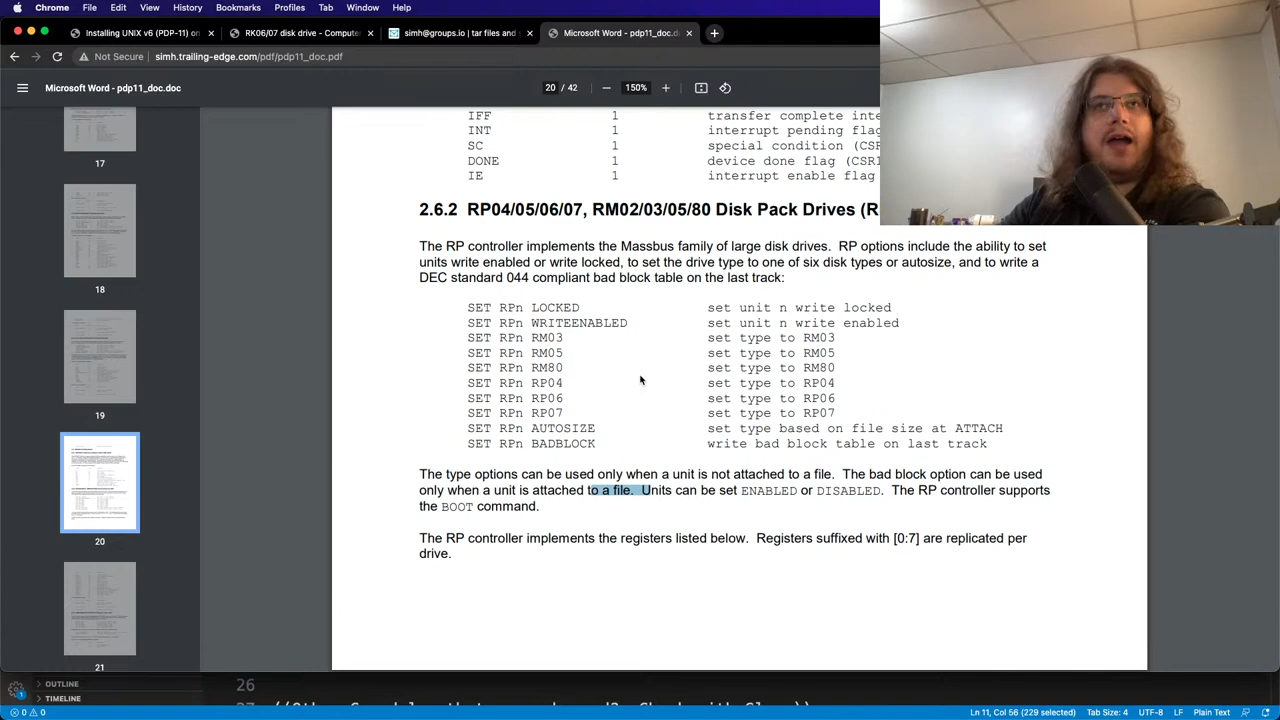 Chrome File Edit View History Bookmarks Profiles Tab Window Help
Installing UNIX v6 (PDP-11) on
RK06/07 disk drive - Compute
simh@groups.io | tar files and
Microsoft Word - pdp11_doc.do
Not Secure simh.trailing-edge.com/pdf/pdp11_doc.pdf
Microsoft Word - pdp11_doc.doc
20 / 42
150%
17
18
19
20
21
IFF 1 transfer complete inte
INT 1 interrupt pending flag
SC 1 special condition (CSR
DONE 1 device done flag (CSR1
IE 1 interrupt enable flag
2.6.2 RP04/05/06/07, RM02/03/05/80 Disk Pack Drives (R
The RP controller implements the Massbus family of large disk drives. RP options include the ability to set
units write enabled or write locked, to set the drive type to one of six disk types or autosize, and to write a
DEC standard 044 compliant bad block table on the last track:
SET RPn LOCKED set unit n write locked
SET RPn WRITEENABLED set unit n write enabled
SET RPn RM03 set type to RM03
SET RPn RM05 set type to RM05
SET RPn RM80 set type to RM80
SET RPn RP04 set type to RP04
SET RPn RP06 set type to RP06
SET RPn RP07 set type to RP07
SET RPn AUTOSIZE set type based on file size at ATTACH
SET RPn BADBLOCK write bad block table on last track
The type options can be used only when a unit is not attached to a file. The bad block option can be used
only when a unit is attached to a file. Units can be set ENABLED or DISABLED. The RP controller supports
the BOOT command.
The RP controller implements the registers listed below. Registers suffixed with [0:7] are replicated per
drive.
OUTLINE
TIMELINE
26
0 0
Ln 11, Col 56 (229 selected) Tab Size: 4 UTF-8 LF Plain Text